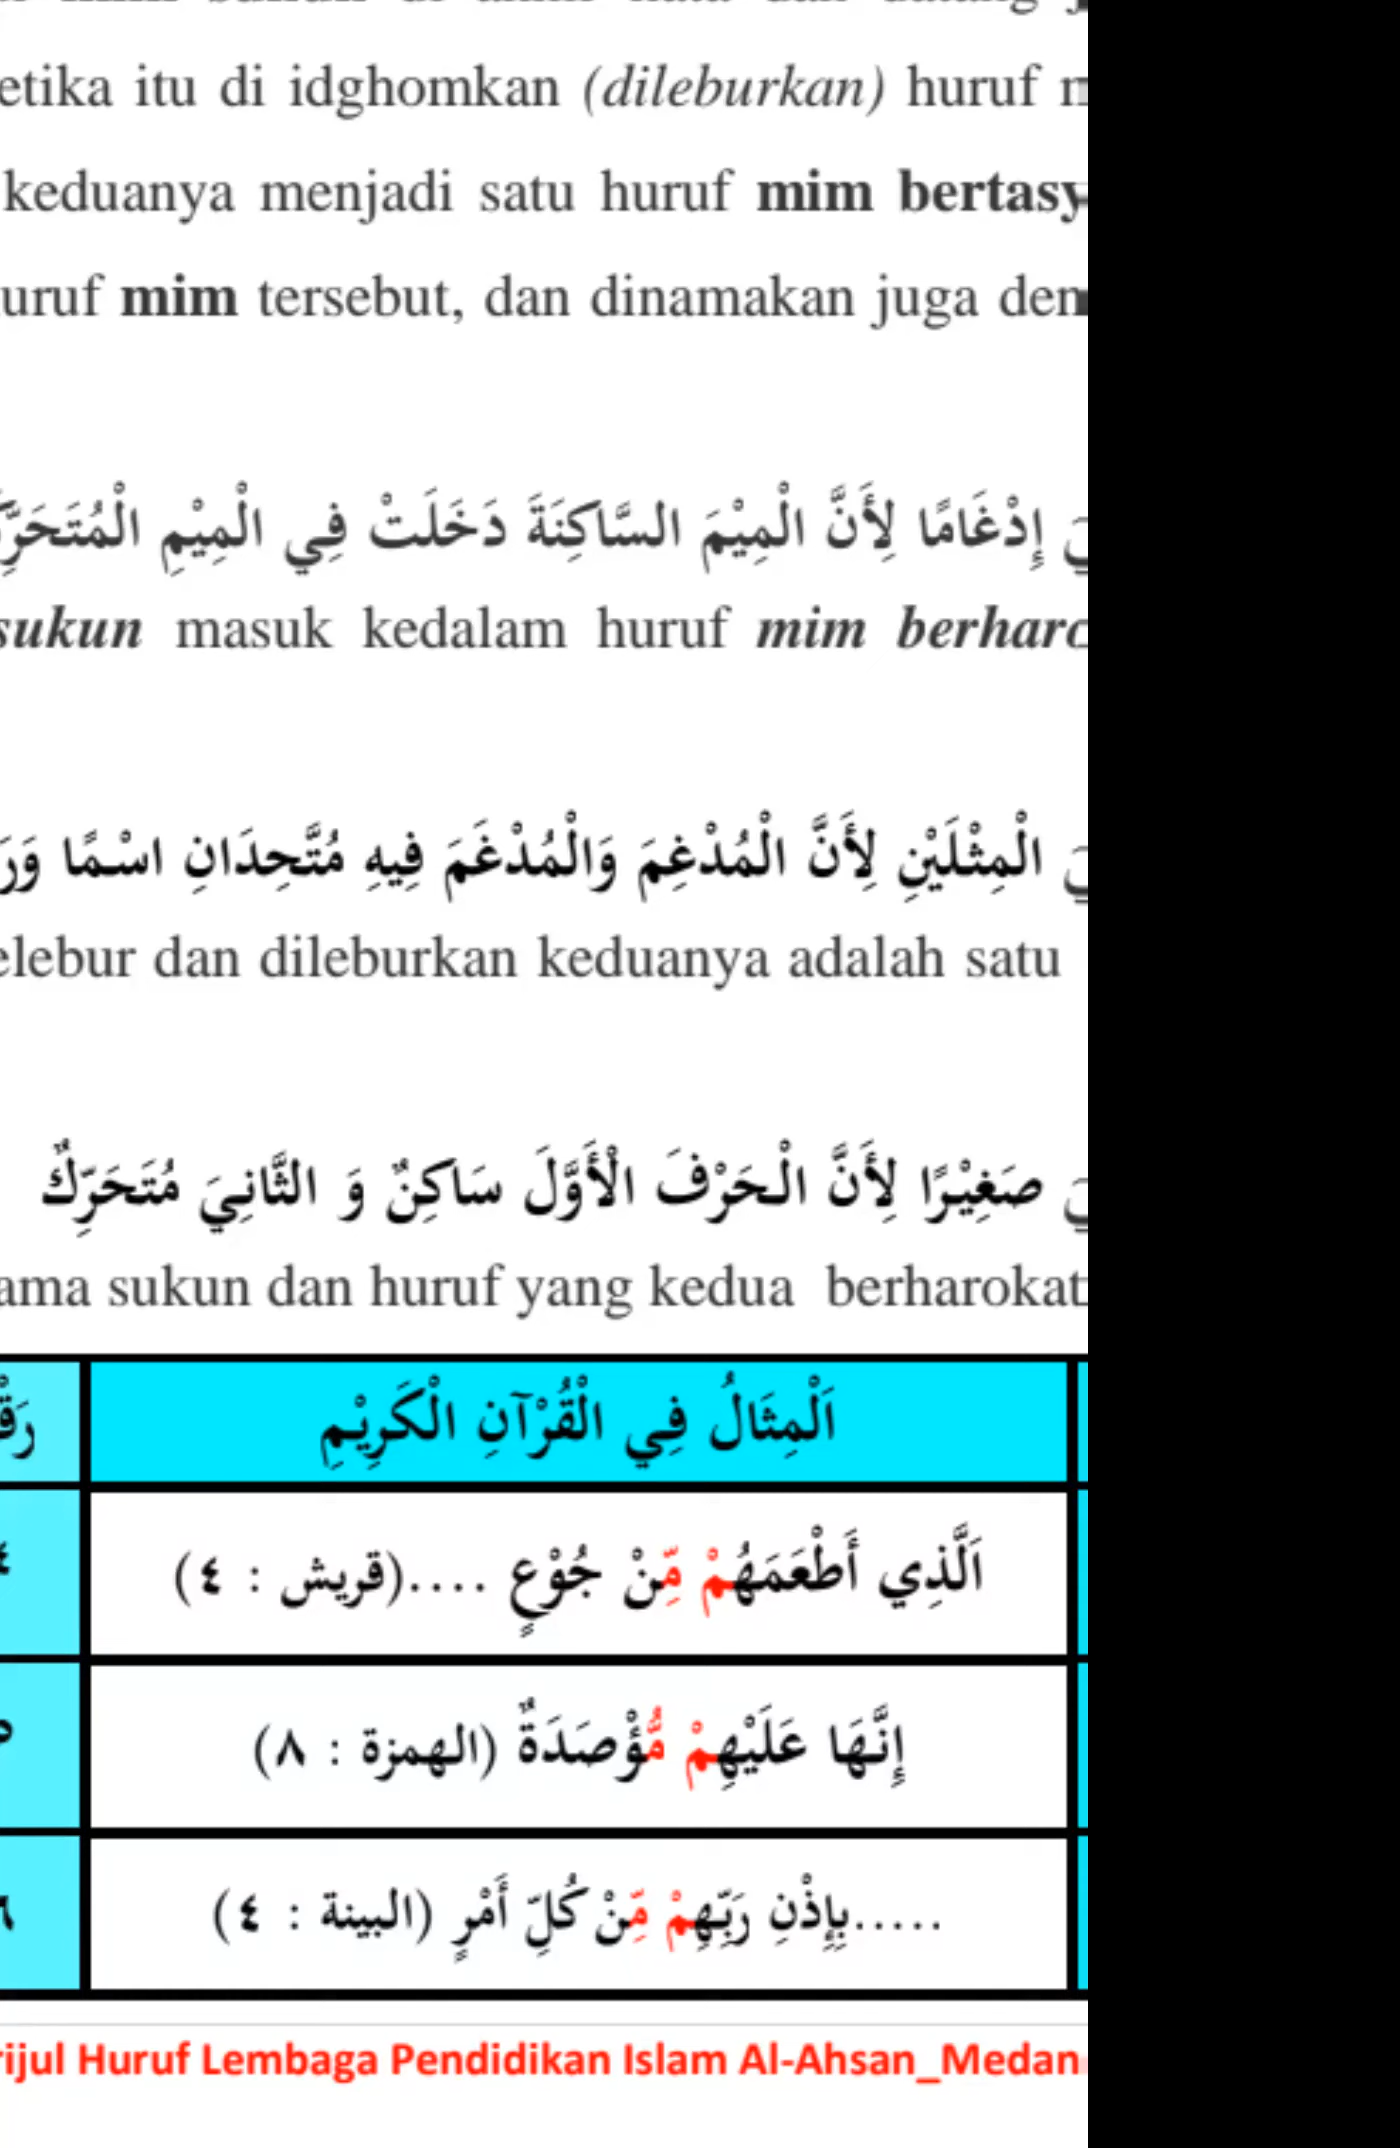 etika itu di idghomkan (dileburkan) huruf
keduanya menjadi satu huruf mim bertasy
uruf mim tersebut, dan dinamakan juga den
إِدْغَامًا لِأَنَّ الْمِيْمَ السَّاكِنَةَ دَخَلَتْ فِي الْمِيْمِ
sukun masuk kedalam huruf mim berharo
الْمِثْلَيْنِ لِأَنَّ الْمُدْغِمَ وَالْمُدْغَمَ فِيهِ مُتَّحِدَانِ اسْمًا
elebur dan dileburkan keduanya adalah satu
صَغِيْرًا لِأَنَّ الْحَرْفَ الْأَوَّلَ سَاكِنٌ وَ الثَّانِيَ مُتَحَرِّكٌ
ama sukun dan huruf yang kedua berharokat
اَلْمِثَالُ فِي الْقُرْآنِ الْكَرِيْمِ
اَلَّذِي أَطْعَمَهُمْ مِّنْ جُوْعٍ ....(قريش : ٤)
إِنَّهَا عَلَيْهِمْ مُّؤْصَدَةٌ (الهمزة : ٨)
.....بِإِذْنِ رَبِّهِمْ مِّنْ كُلِّ أَمْرٍ (البينة : ٤)
rijul Huruf Lembaga Pendidikan Islam Al-Ahsan_Medan